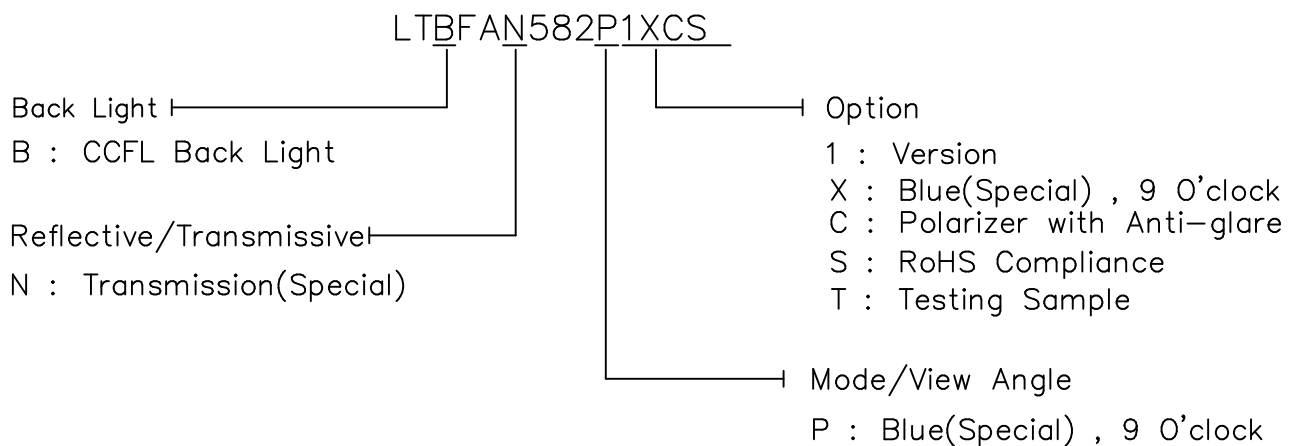 LTBFAN582P1XCS
Back Light
B : CCFL Back Light
Reflective/Transmissive
N : Transmission(Special)
Option
1 : Version
X : Blue(Special) , 9 O'clock
C : Polarizer with Anti-glare
S : RoHS Compliance
T : Testing Sample
Mode/View Angle
P : Blue(Special) , 9 O'clock